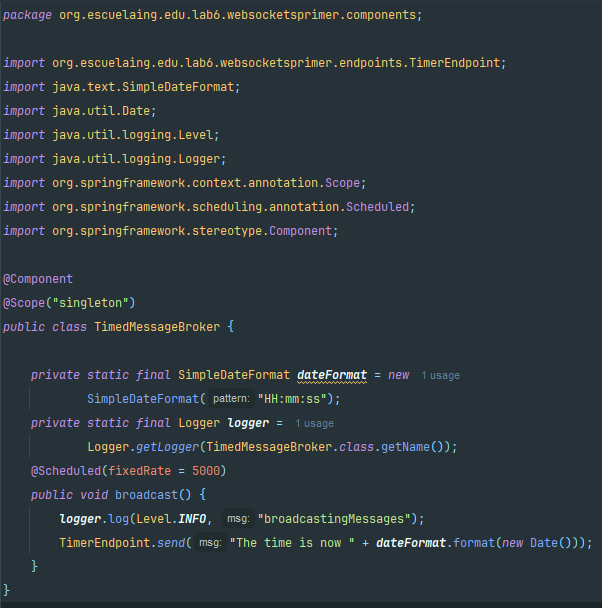 package org.escuelaing.edu.lab6.websocketsprimer.components;
import org.escuelaing.edu.lab6.websocketsprimer.endpoints.TimerEndpoint;
import java.text.SimpleDateFormat;
import java.util.Date;
import java.util.logging.Level;
import java.util.logging.Logger;
import org.springframework.context.annotation.Scope;
import org.springframework.scheduling.annotation.Scheduled;
import org.springframework.stereotype.Component;
@Component
@Scope("singleton")
public class TimedMessageBroker {
private static final SimpleDateFormat dateFormat = new 1 usage
SimpleDateFormat( pattern: "HH:mm:ss");
private static final Logger logger = 1 usage
Logger.getLogger(TimedMessageBroker.class.getName());
@Scheduled(fixedRate = 5000)
public void broadcast() {
logger.log(Level.INFO, msg: "broadcastingMessages");
TimerEndpoint.send( msg: "The time is now " + dateFormat.format(new Date()));
}
}